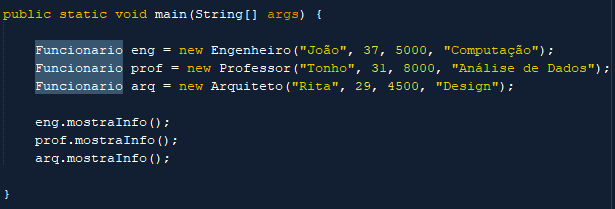 public static void main(String[] args) {
Funcionario eng = new Engenheiro("João", 37, 5000, "Computação");
Funcionario prof = new Professor("Tonho", 31, 8000, "Análise de Dados");
Funcionario arq = new Arquiteto("Rita", 29, 4500, "Design");
eng.mostraInfo();
prof.mostraInfo();
arq.mostraInfo();
}